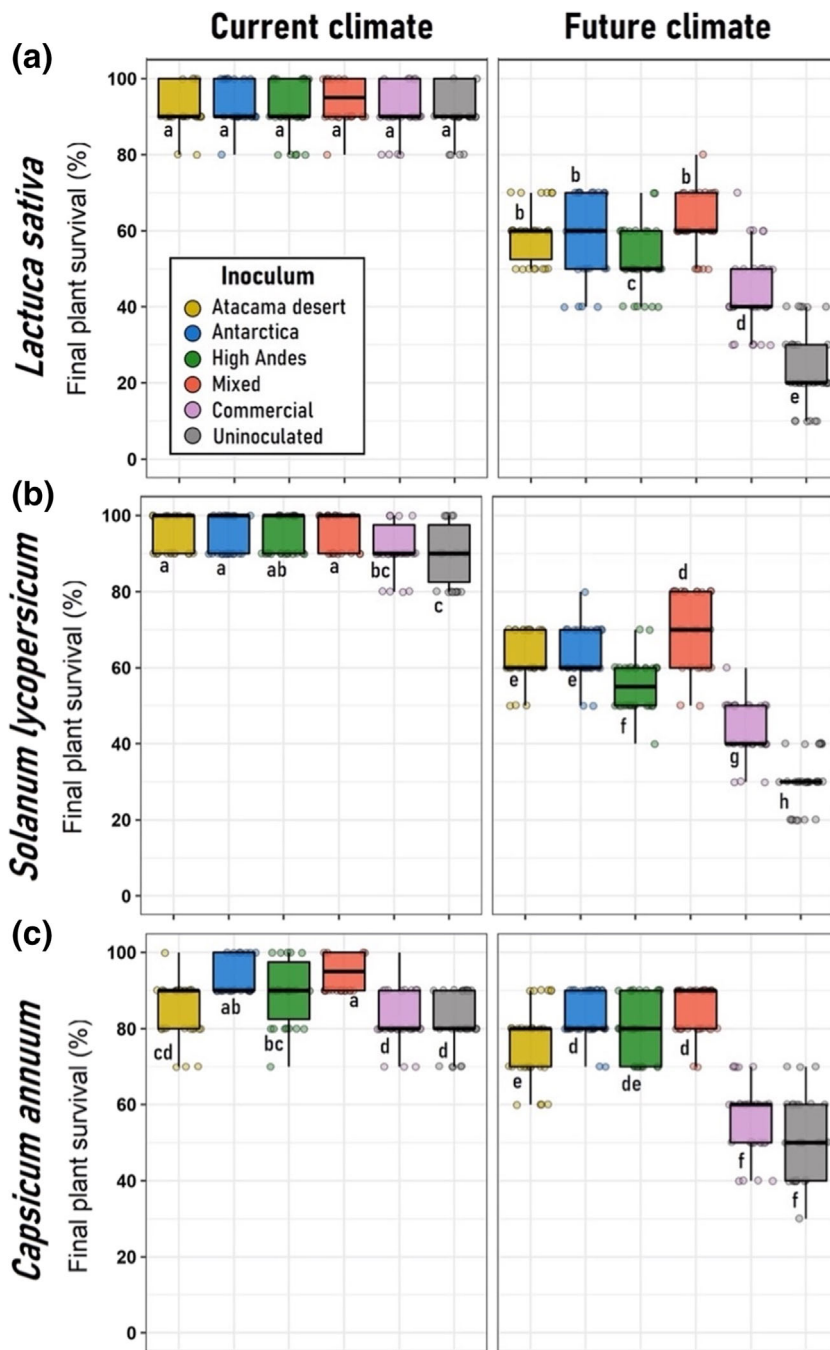 Current climate
Future climate
(a)
Lactuca sativa
Final plant survival (%)
100
80
60
40
20
0
a
a
a
a
a
a
Inoculum
Atacama desert
Antarctica
High Andes
Mixed
Commercial
Uninoculated
b
b
c
b
d
e
(b)
Solanum lycopersicum
Final plant survival (%)
100
80
60
40
20
0
a
a
ab
a
bc
c
e
e
f
d
g
h
(c)
Capsicum annuum
Final plant survival (%)
100
80
60
40
20
0
cd
ab
bc
a
d
d
e
d
de
d
f
f